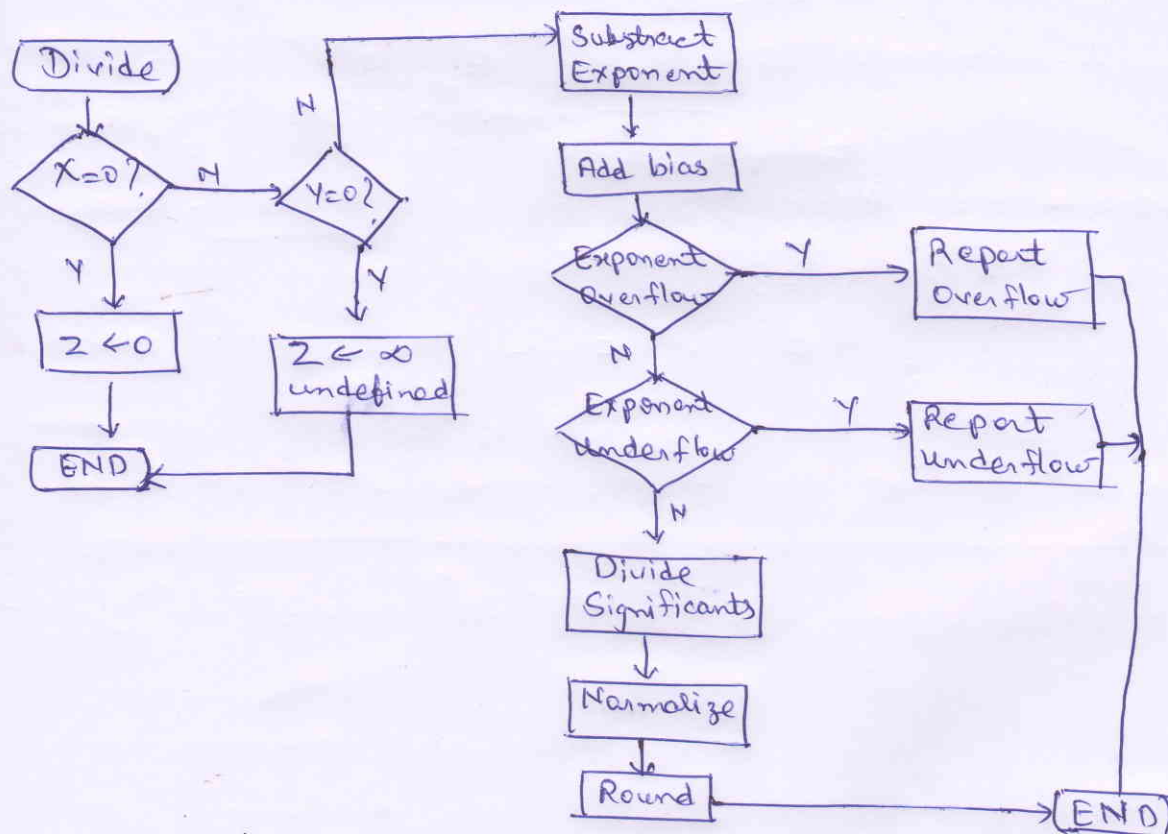 Divide
X=0?
N
Y
Z ← 0
END
Y=0?
N
Y
Z ← ∞
undefined
Substract
Exponent
Add bias
Exponent
Overflow
Y
Report
Overflow
N
Exponent
Underflow
Y
Report
Underflow
N
Divide
Significants
Normalize
Round
END